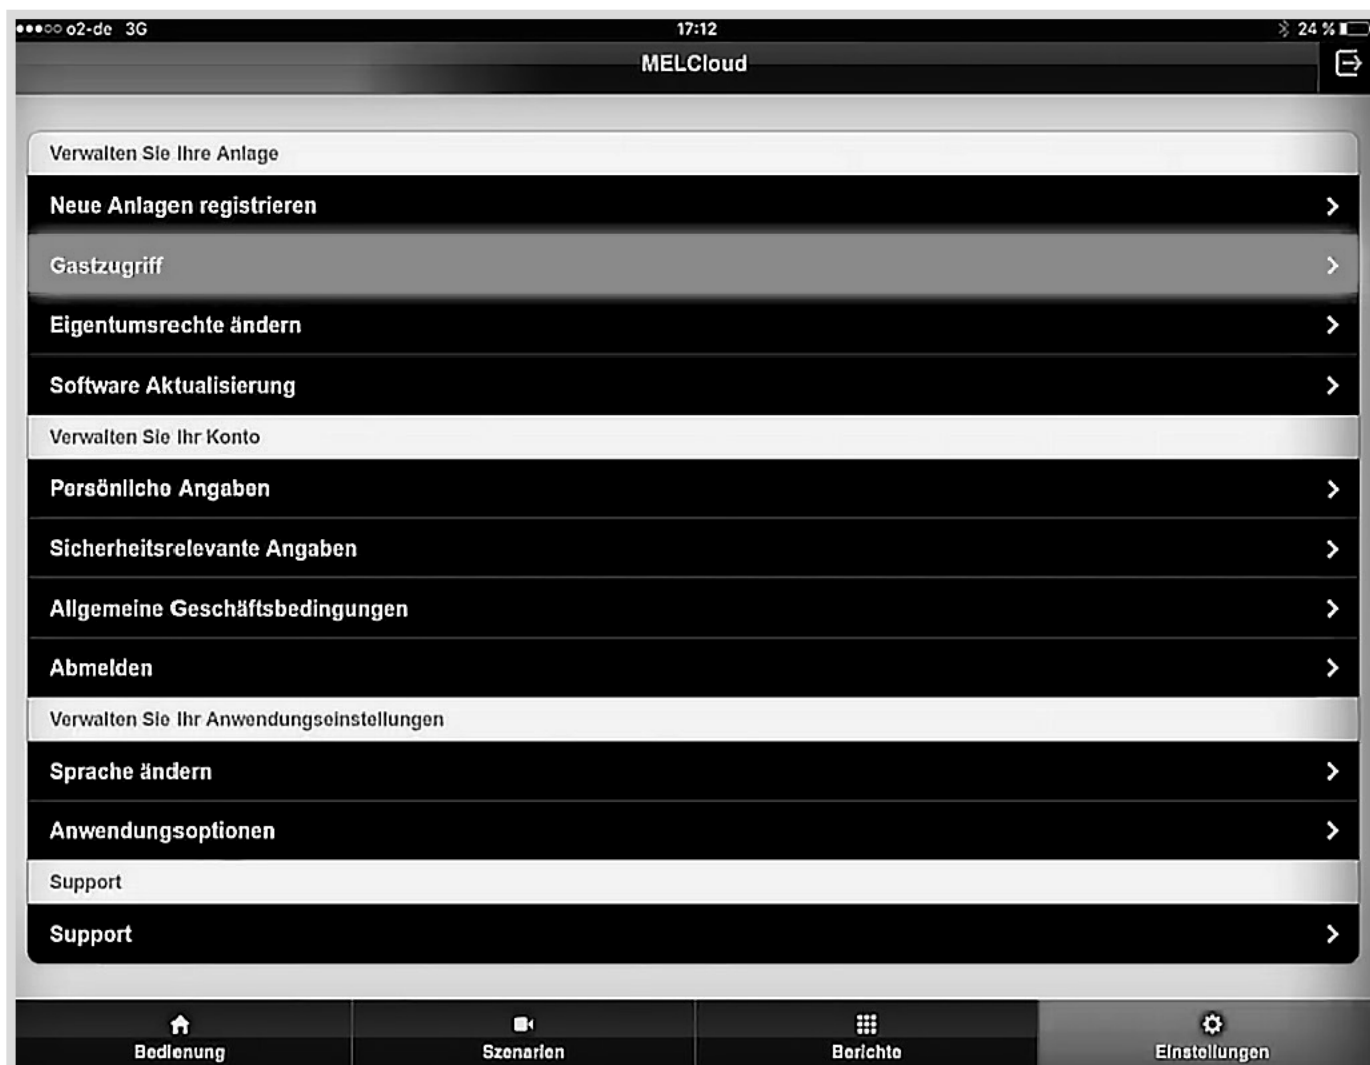 o2-de 3G 17:12 24 %
MELCloud
Verwalten Sie Ihre Anlage
Neue Anlagen registrieren
Gastzugriff
Eigentumsrechte ändern
Software Aktualisierung
Verwalten Sie Ihr Konto
Persönliche Angaben
Sicherheitsrelevante Angaben
Allgemeine Geschäftsbedingungen
Abmelden
Verwalten Sie Ihr Anwendungseinstellungen
Sprache ändern
Anwendungsoptionen
Support
Support
Bedienung Szenarien Berichte Einstellungen